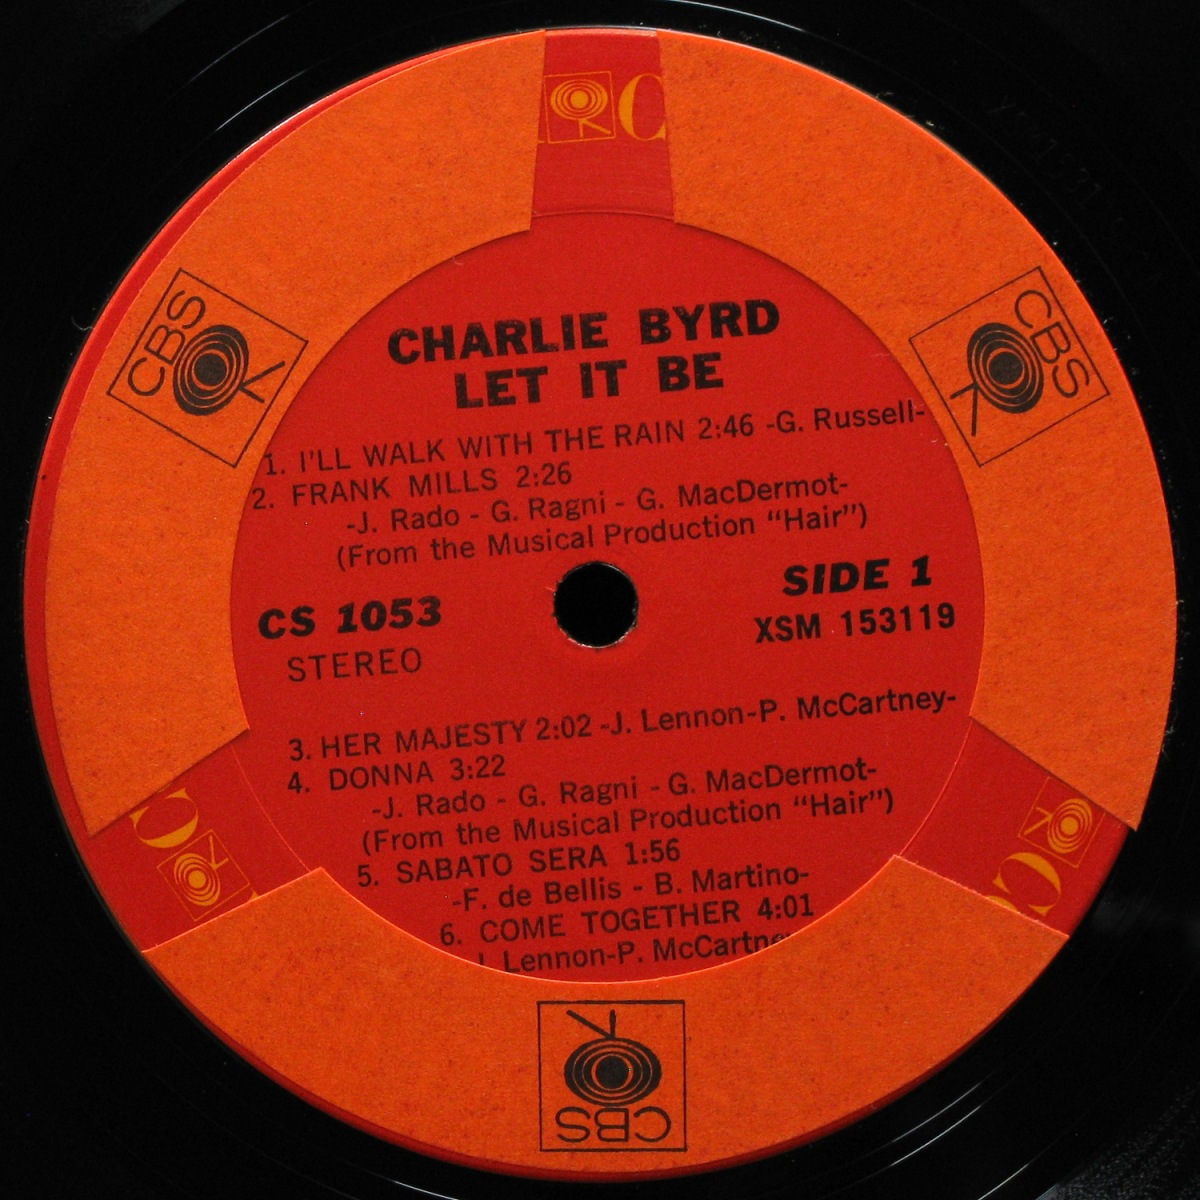 C
CBS
CBS
CHARLIE BYRD
LET IT BE
1. I'LL WALK WITH THE RAIN 2:46 -G. Russell-
2. FRANK MILLS 2:26
-J. Rado - G. Ragni - G. MacDermot-
(From the Musical Production “Hair”)
CS 1053
STEREO
SIDE 1
XSM 153119
3. HER MAJESTY 2:02 -J. Lennon-P. McCartney-
4. DONNA 3:22
-J. Rado - G. Ragni - G. MacDermot-
(From the Musical Production “Hair”)
5. SABATO SERA 1:56
-F. de Bellis - B. Martino-
6. COME TOGETHER 4:01
J. Lennon-P. McCartney
C
C
CBS